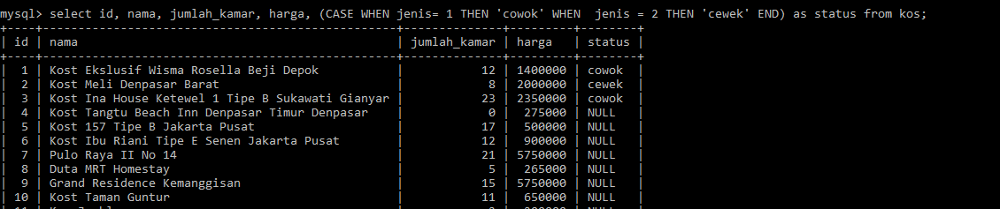 mysql> select id, nama, jumlah_kamar, harga, (CASE WHEN jenis= 1 THEN 'cowok' WHEN  jenis = 2 THEN 'cewek' END) as status from kos;
+----+-------------------------------------------------+--------------+---------+--------+
| id | nama                                            | jumlah_kamar | harga   | status |
+----+-------------------------------------------------+--------------+---------+--------+
|  1 | Kost Ekslusif Wisma Rosella Beji Depok          |           12 | 1400000 | cowok  |
|  2 | Kost Meli Denpasar Barat                        |            8 | 2000000 | cewek  |
|  3 | Kost Ina House Ketewel 1 Tipe B Sukawati Gianyar |           23 | 2350000 | cowok  |
|  4 | Kost Tangtu Beach Inn Denpasar Timur Denpasar   |            0 |  275000 | NULL   |
|  5 | Kost 157 Tipe B Jakarta Pusat                   |           17 |  500000 | NULL   |
|  6 | Kost Ibu Riani Tipe E Senen Jakarta Pusat       |           12 |  900000 | NULL   |
|  7 | Pulo Raya II No 14                              |           21 | 5750000 | NULL   |
|  8 | Duta MRT Homestay                               |            5 |  265000 | NULL   |
|  9 | Grand Residence Kemanggisan                     |           15 | 5750000 | NULL   |
| 10 | Kost Taman Guntur                               |           11 |  650000 | NULL   |